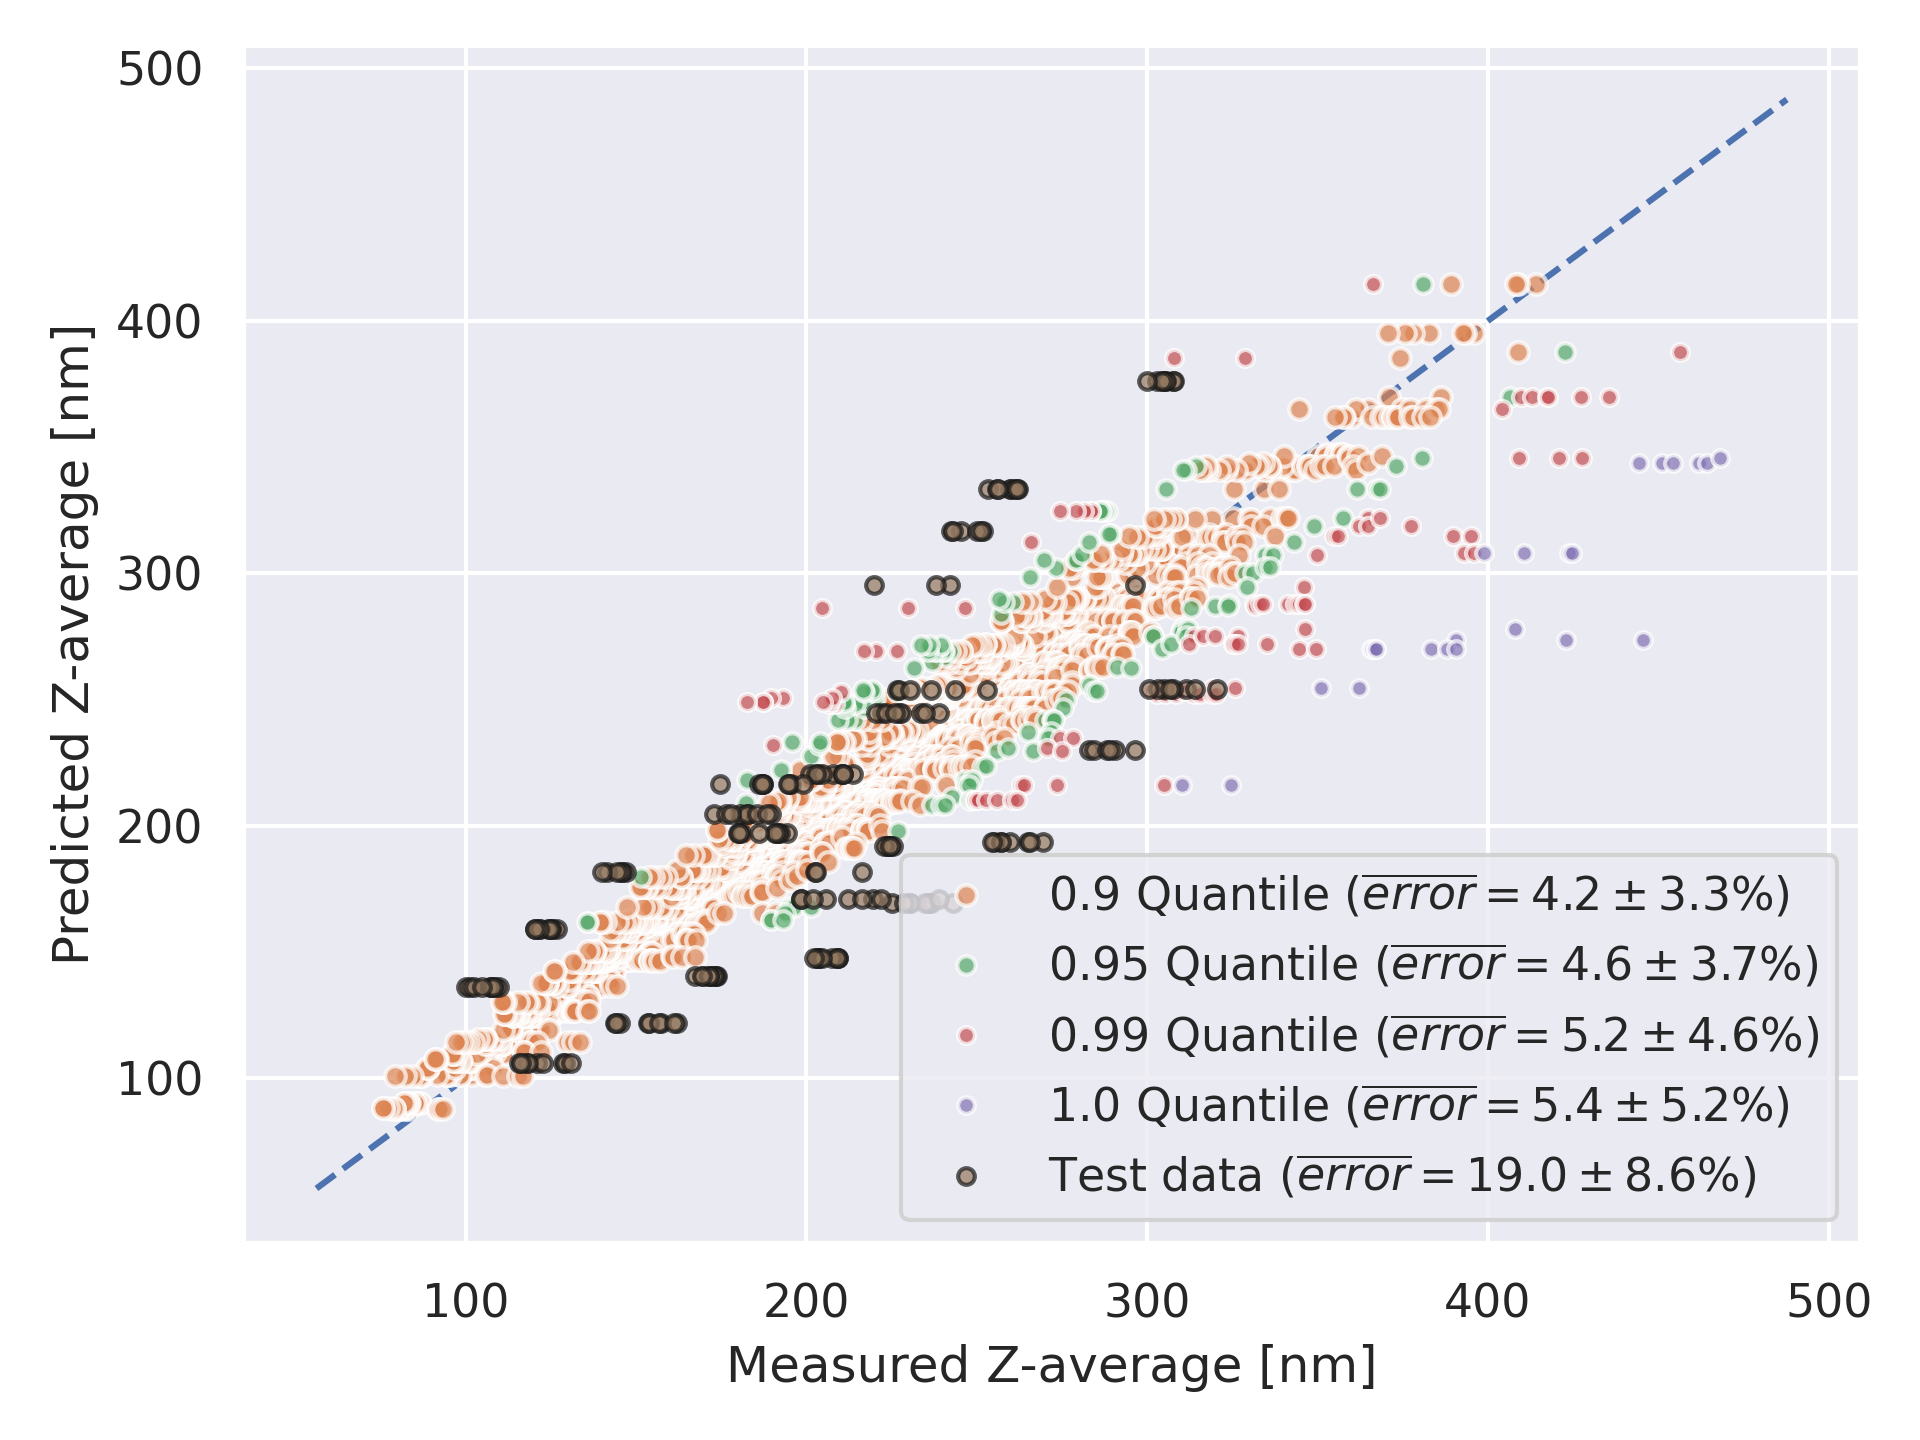 500
400
300
200
100
Predicted Z-average [nm]
0.9 Quantile (error = 4.2 ± 3.3%)
0.95 Quantile (error = 4.6 ± 3.7%)
0.99 Quantile (error = 5.2 ± 4.6%)
1.0 Quantile (error = 5.4 ± 5.2%)
Test data (error = 19.0 ± 8.6%)
100 200 300 400 500
Measured Z-average [nm]